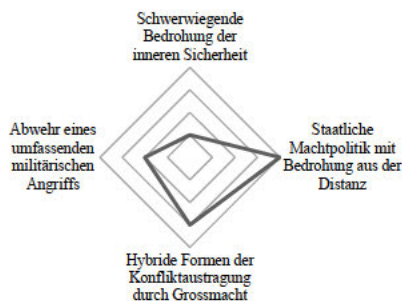 Schwerwiegende
Bedrohung der
inneren Sicherheit
Abwehr eines
umfassenden
militärischen
Angriffs
Staatliche
Machtpolitik mit
Bedrohung aus der
Distanz
Hybride Formen der
Konfliktaustragung
durch Grossmacht